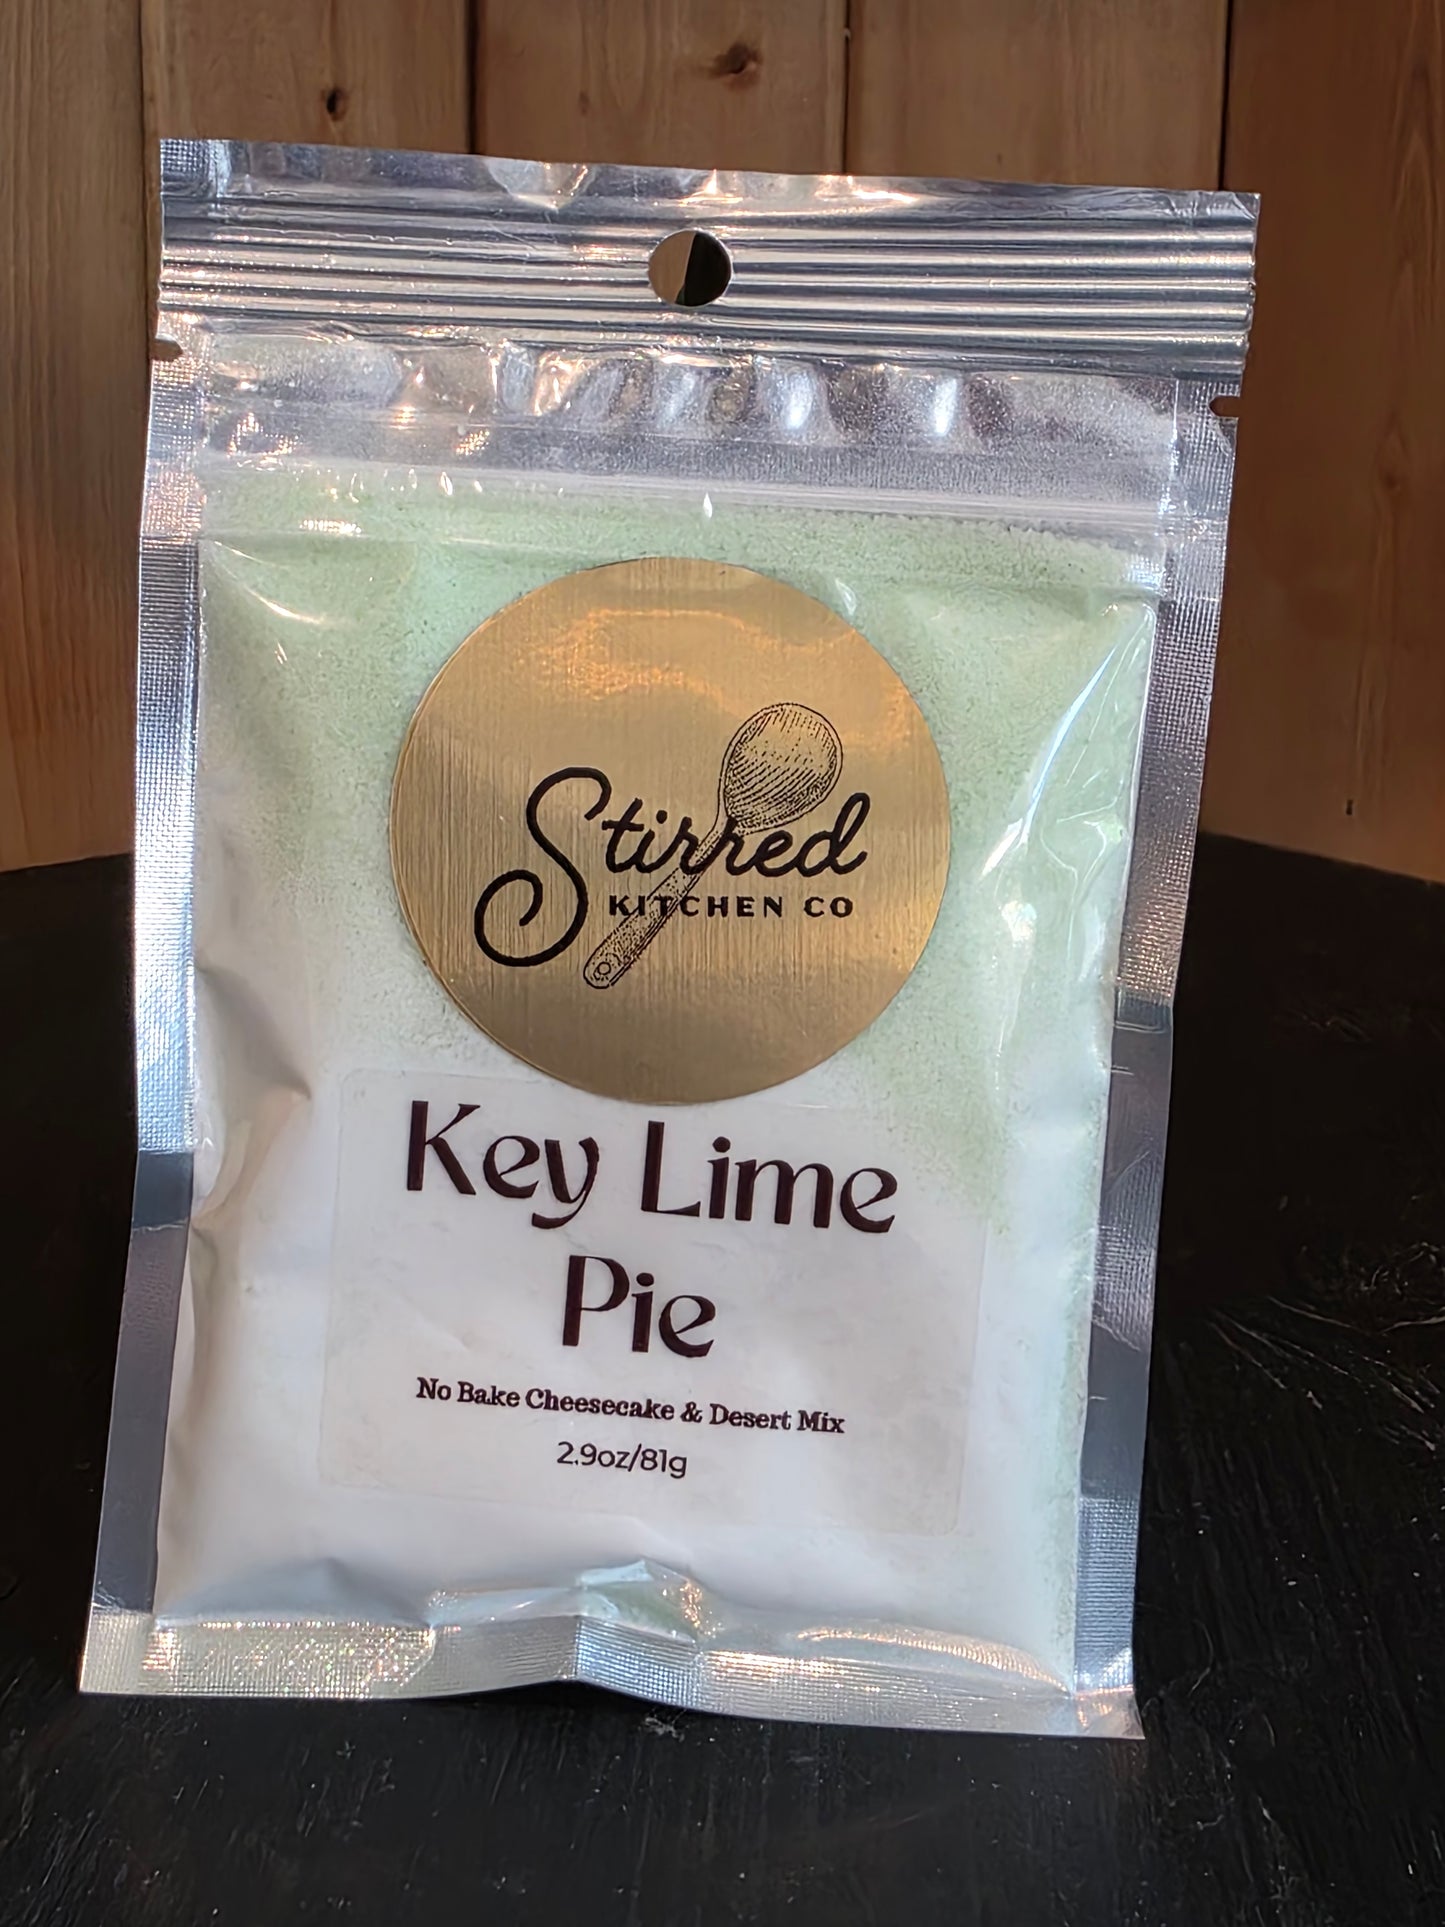 Stirred
KITCHEN CO
Key Lime
Pie
No Bake Cheesecake & Desert Mix
2.9oz/81g